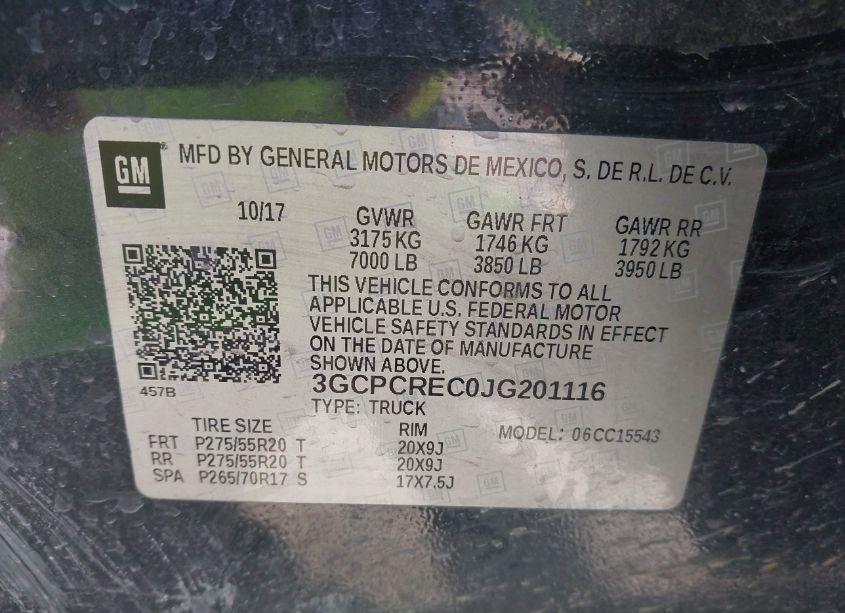 GM MFD BY GENERAL MOTORS DE MEXICO, S. DE R.L. DE C.V.
10/17 GVWR GAWR FRT GAWR RR
3175 KG 1746 KG 1792 KG
7000 LB 3850 LB 3950 LB
THIS VEHICLE CONFORMS TO ALL
APPLICABLE U.S. FEDERAL MOTOR
VEHICLE SAFETY STANDARDS IN EFFECT
ON THE DATE OF MANUFACTURE
SHOWN ABOVE.
457B
3GCPCREC0JG201116
TYPE: TRUCK
TIRE SIZE RIM MODEL: 06CC15543
FRT P275/55R20 T 20X9J
RR P275/55R20 T 20X9J
SPA P265/70R17 S 17X7.5J